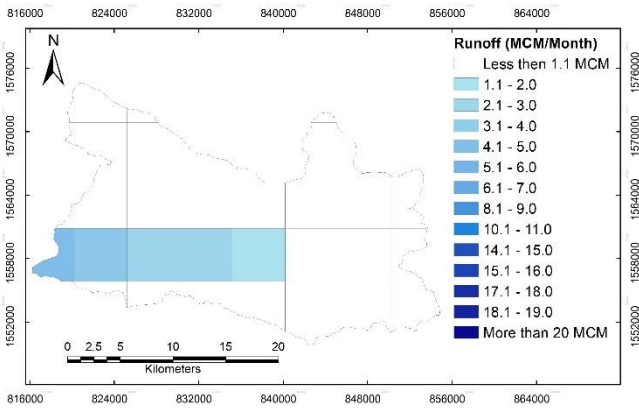 816000 824000 832000 840000 848000 856000 864000
N
Runoff (MCM/Month)
Less then 1.1 MCM
1.1 - 2.0
2.1 - 3.0
3.1 - 4.0
4.1 - 5.0
5.1 - 6.0
6.1 - 7.0
8.1 - 9.0
10.1 - 11.0
14.1 - 15.0
15.1 - 16.0
17.1 - 18.0
18.1 - 19.0
More than 20 MCM
1576000
1570000
1564000
1558000
1552000
1576000
1570000
1564000
1558000
1552000
0 2.5 5 10 15 20
Kilometers
816000 824000 832000 840000 848000 856000 864000